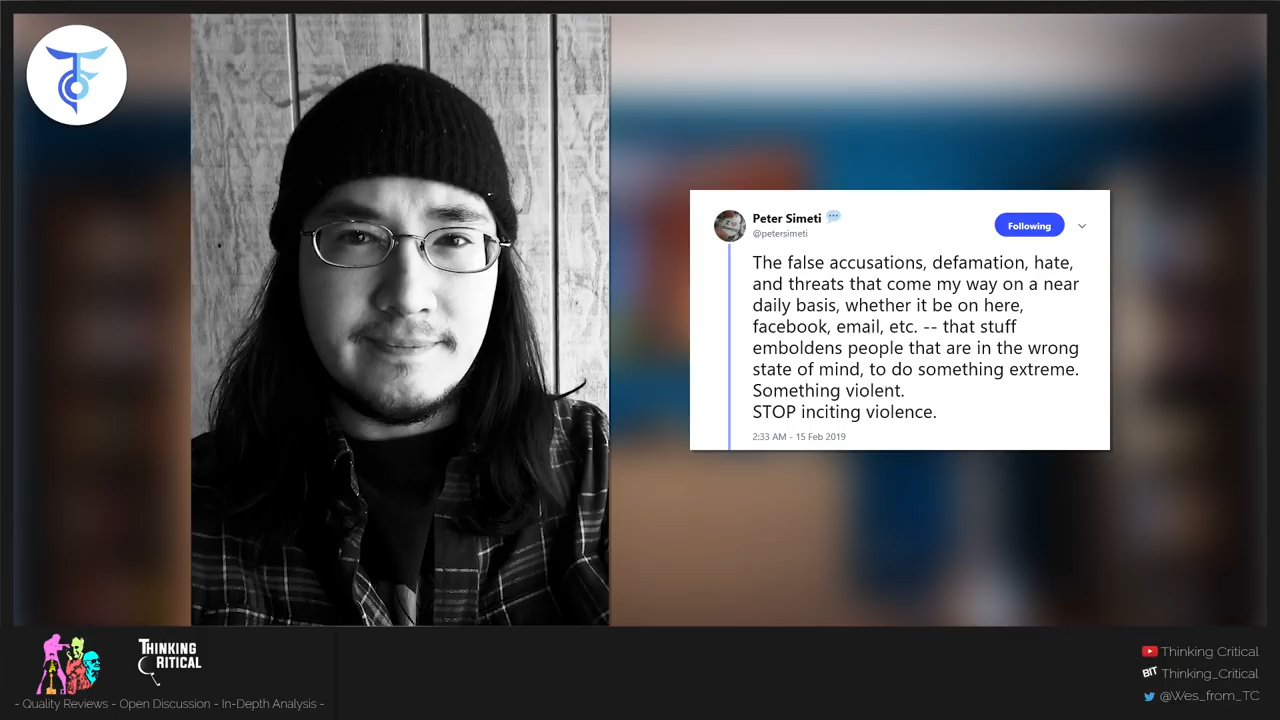 Peter Simeti
@petersimeti
Following
The false accusations, defamation, hate,
and threats that come my way on a near
daily basis, whether it be on here,
facebook, email, etc. -- that stuff
emboldens people that are in the wrong
state of mind, to do something extreme.
Something violent.
STOP inciting violence.
2:33 AM - 15 Feb 2019
THINKING
CRITICAL
- Quality Reviews - Open Discussion - In-Depth Analysis -
Thinking Critical
BIT Thinking_Critical
@Wes_from_TC